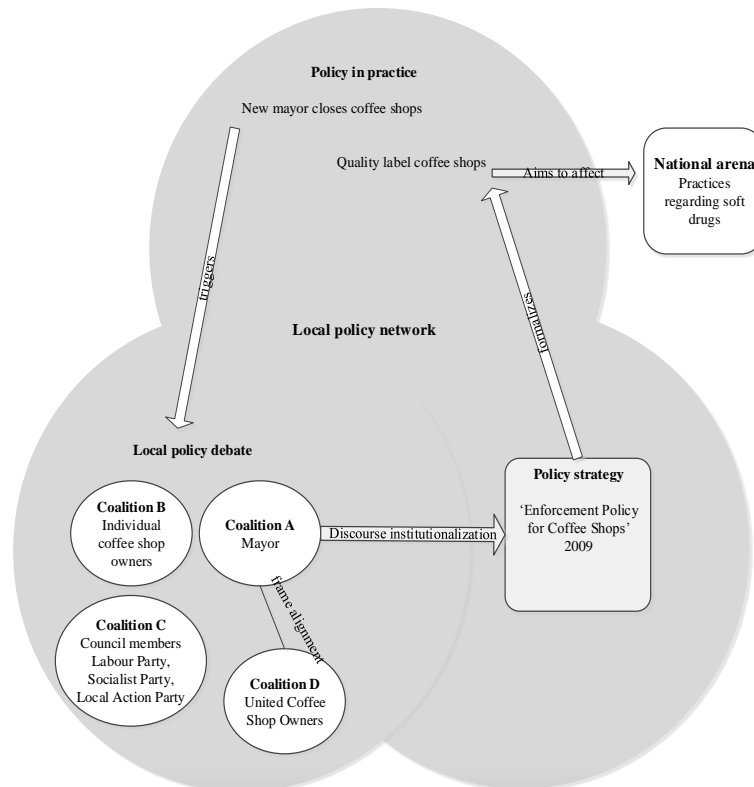 Policy in practice
New mayor closes coffee shops
Quality label coffee shops
Aims to affect
National arena
Practices
regarding soft
drugs
triggers
formalizes
Local policy network
Local policy debate
Coalition B
Individual
coffee shop
owners
Coalition A
Mayor
Discourse institutionalization
Policy strategy
‘Enforcement Policy
for Coffee Shops’
2009
frame alignment
Coalition C
Council members
Labour Party,
Socialist Party,
Local Action Party
Coalition D
United Coffee
Shop Owners